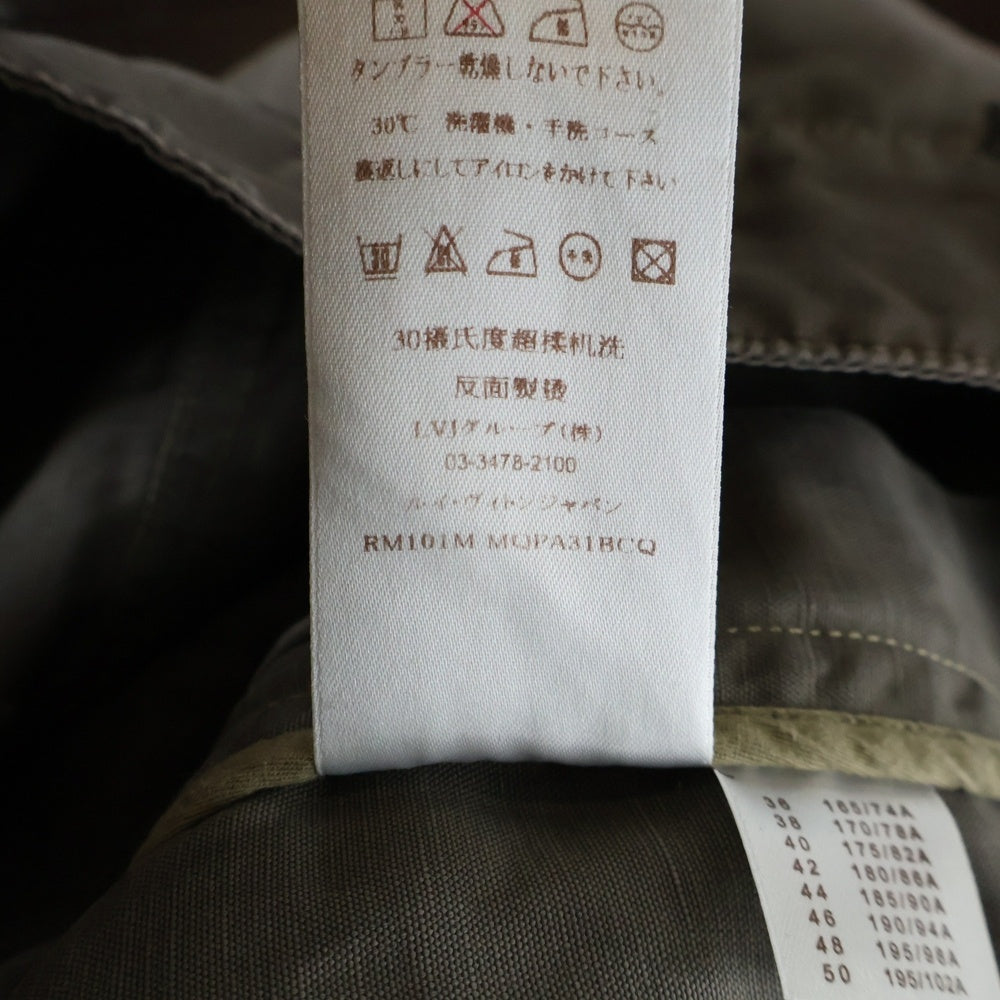 タンブラー乾燥しないで下さい。
30℃ 洗濯機・手洗コース
裏返しにしてアイロンをかけて下さい
30攝氏度超柔机洗
反面製燙
LVJグループ(株)
03-3478-2100
ルイ・ヴィトンジャパン
RM101M MQPA31BCQ
36 165/74A
38 170/78A
40 175/82A
42 180/86A
44 185/90A
46 190/94A
48 195/98A
50 195/102A